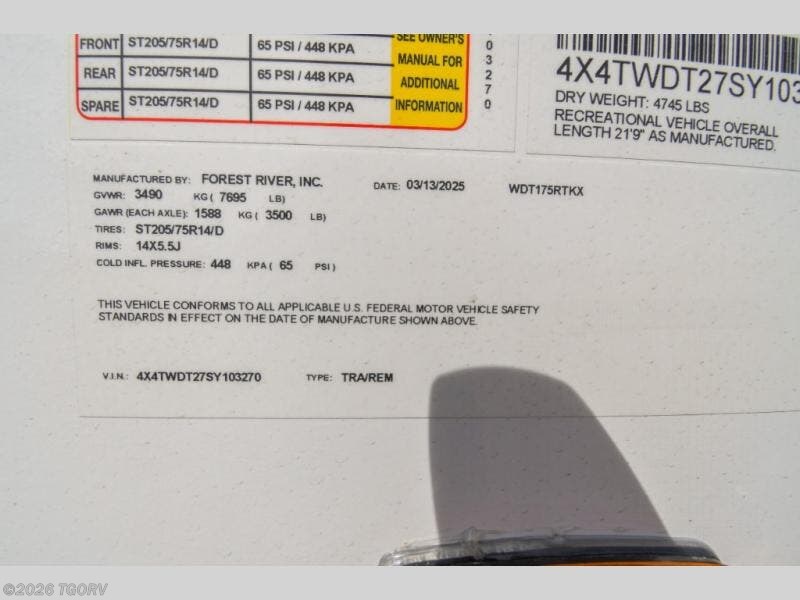 FRONT ST205/75R14/D 65 PSI / 448 KPA SEE OWNER'S
MANUAL FOR
REAR ST205/75R14/D 65 PSI / 448 KPA ADDITIONAL
SPARE ST205/75R14/D 65 PSI / 448 KPA INFORMATION
03270
4X4TWDT27SY103
DRY WEIGHT: 4745 LBS
RECREATIONAL VEHICLE OVERALL
LENGTH 21'9" AS MANUFACTURED.
MANUFACTURED BY: FOREST RIVER, INC. DATE: 03/13/2025 WDT175RTKX
GVWR: 3490 KG ( 7695 LB)
GAWR (EACH AXLE): 1588 KG ( 3500 LB)
TIRES: ST205/75R14/D
RIMS: 14X5.5J
COLD INFL. PRESSURE: 448 KPA ( 65 PSI )
THIS VEHICLE CONFORMS TO ALL APPLICABLE U.S. FEDERAL MOTOR VEHICLE SAFETY
STANDARDS IN EFFECT ON THE DATE OF MANUFACTURE SHOWN ABOVE.
V.I.N.: 4X4TWDT27SY103270 TYPE: TRA/REM
©2026 TGORV